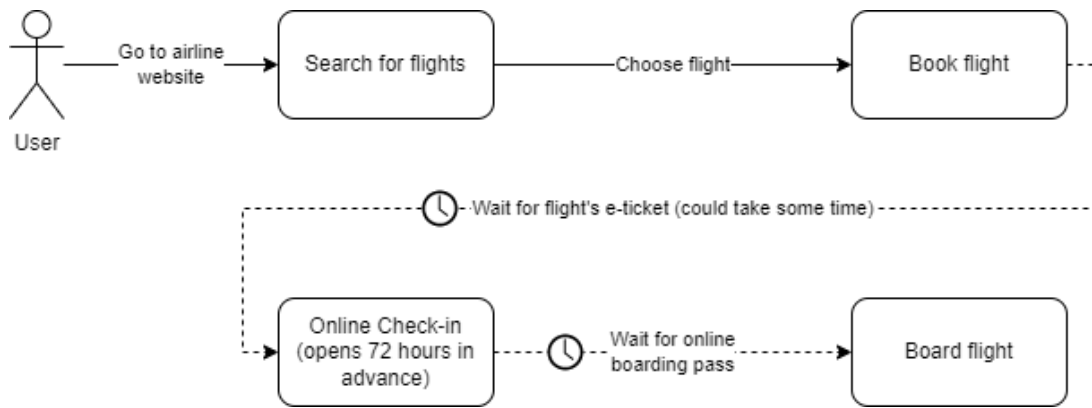 Go to airline
website
Search for flights
Choose flight
Book flight
User
Wait for flight's e-ticket (could take some time)
Online Check-in
(opens 72 hours in
advance)
Wait for online
boarding pass
Board flight